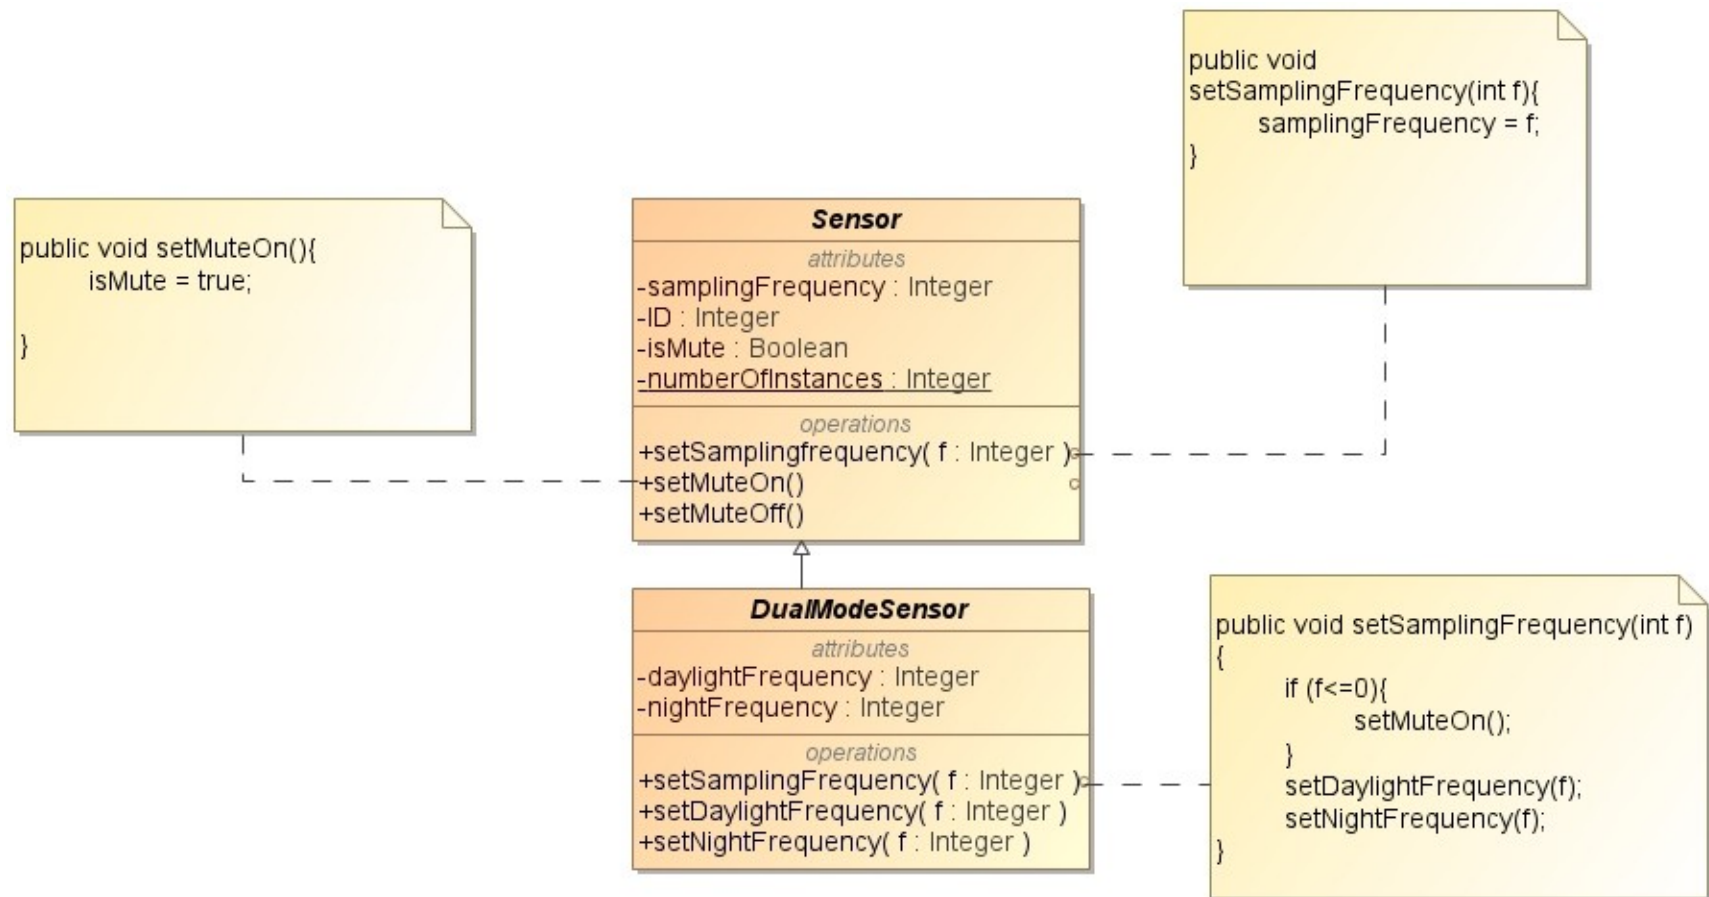 public void
setSamplingFrequency(int f){
samplingFrequency = f;
}
public void setMuteOn(){
isMute = true;
}
Sensor
attributes
-samplingFrequency : Integer
-ID : Integer
-isMute : Boolean
-numberOfInstances : Integer
operations
+setSamplingfrequency( f : Integer )
+setMuteOn()
+setMuteOff()
DualModeSensor
attributes
-daylightFrequency : Integer
-nightFrequency : Integer
operations
+setSamplingFrequency( f : Integer )
+setDaylightFrequency( f : Integer )
+setNightFrequency( f : Integer )
public void setSamplingFrequency(int f)
{
if (f<=0){
setMuteOn();
}
setDaylightFrequency(f);
setNightFrequency(f);
}